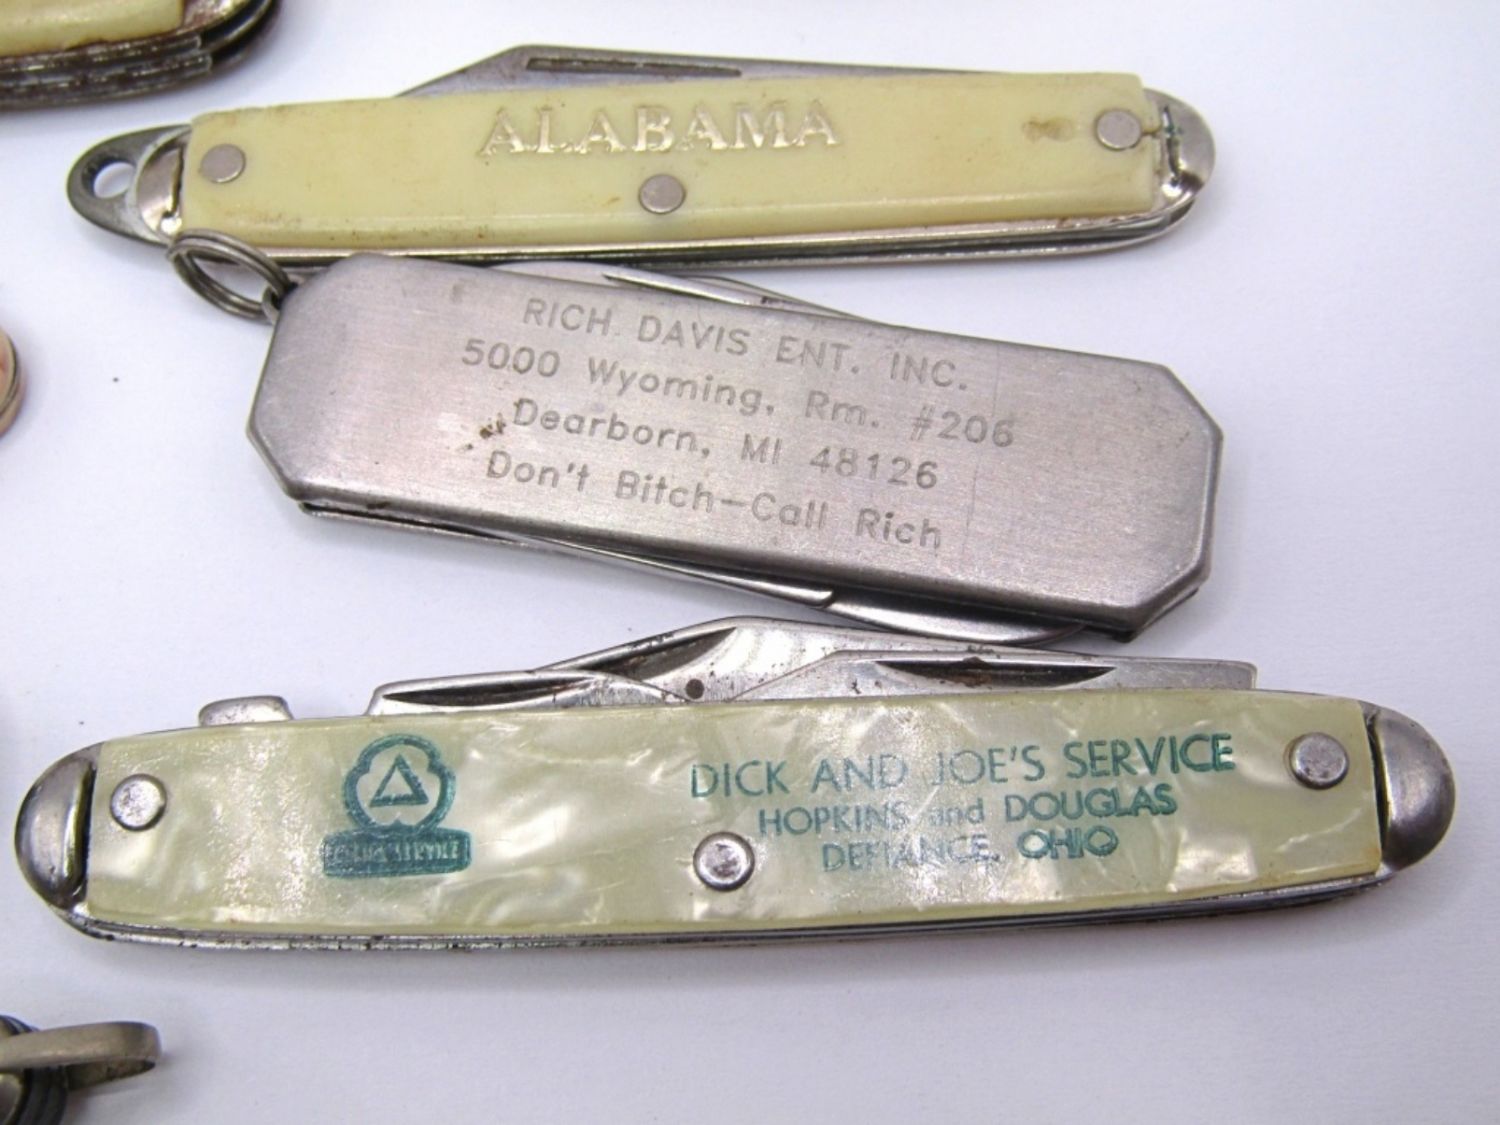 ALABAMA
RICH DAVIS ENT. INC.
5000 Wyoming, Rm. #206
Dearborn, MI 48126
Don't Bitch-Call Rich
DICK AND JOE'S SERVICE
HOPKINS and DOUGLAS
DEFIANCE, OHIO
SERVICE